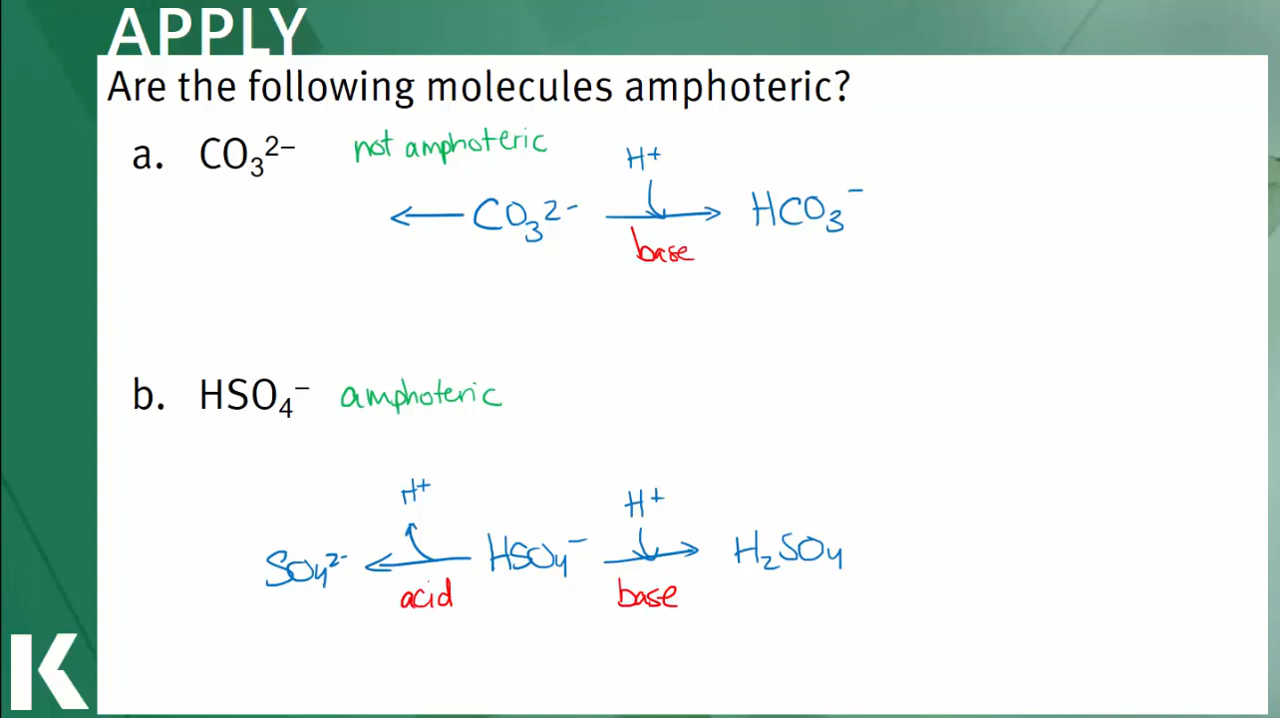 APPLY
Are the following molecules amphoteric?
a. CO₃²⁻ not amphoteric
H+
CO₃²⁻ HCO₃⁻
base
b. HSO₄⁻ amphoteric
H+ H+
SO₄²⁻ HSO₄⁻ H₂SO₄
acid base
K